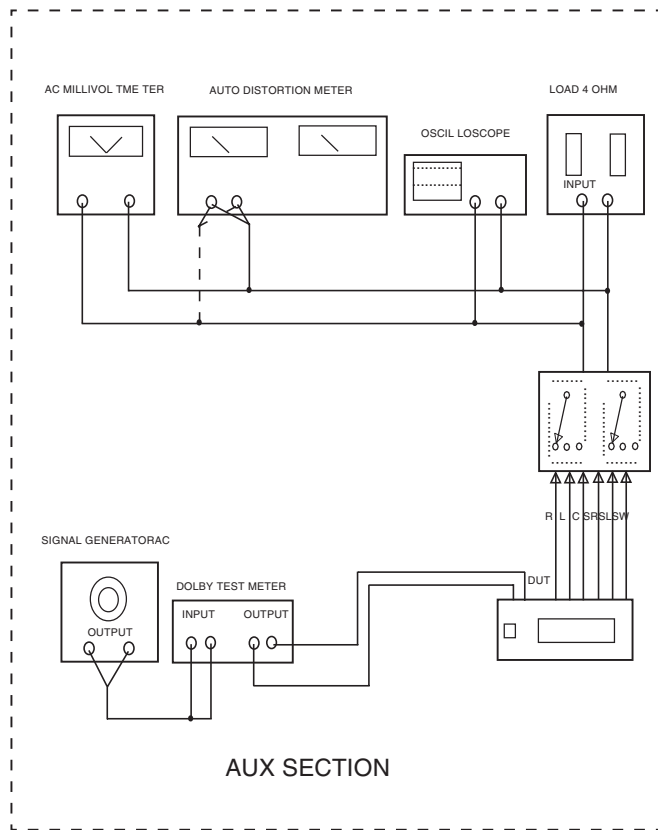 AC MILLIVOL TME TER
AUTO DISTORTION METER
OSCIL LOSCOPE
LOAD 4 OHM
INPUT
R L C SRSLSW
SIGNAL GENERATORAC
OUTPUT
DOLBY TEST METER
INPUT OUTPUT
DUT
AUX SECTION